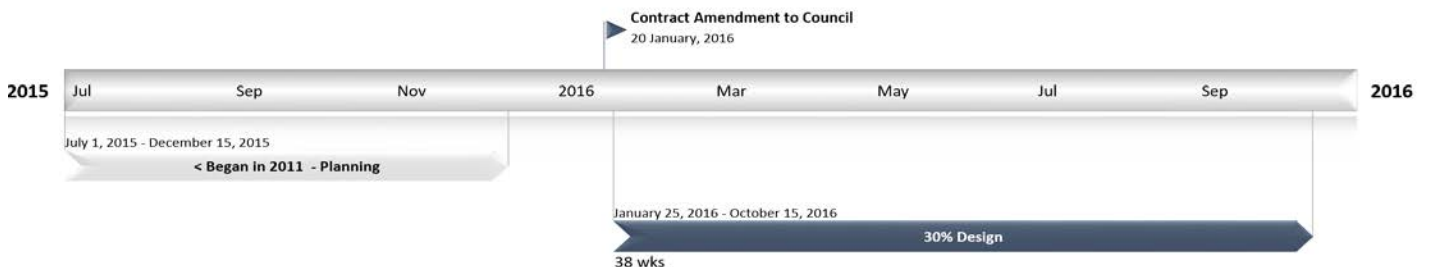 Contract Amendment to Council
20 January, 2016
2015 Jul Sep Nov 2016 Mar May Jul Sep 2016
July 1, 2015 - December 15, 2015
< Began in 2011 - Planning
January 25, 2016 - October 15, 2016
30% Design
38 wks